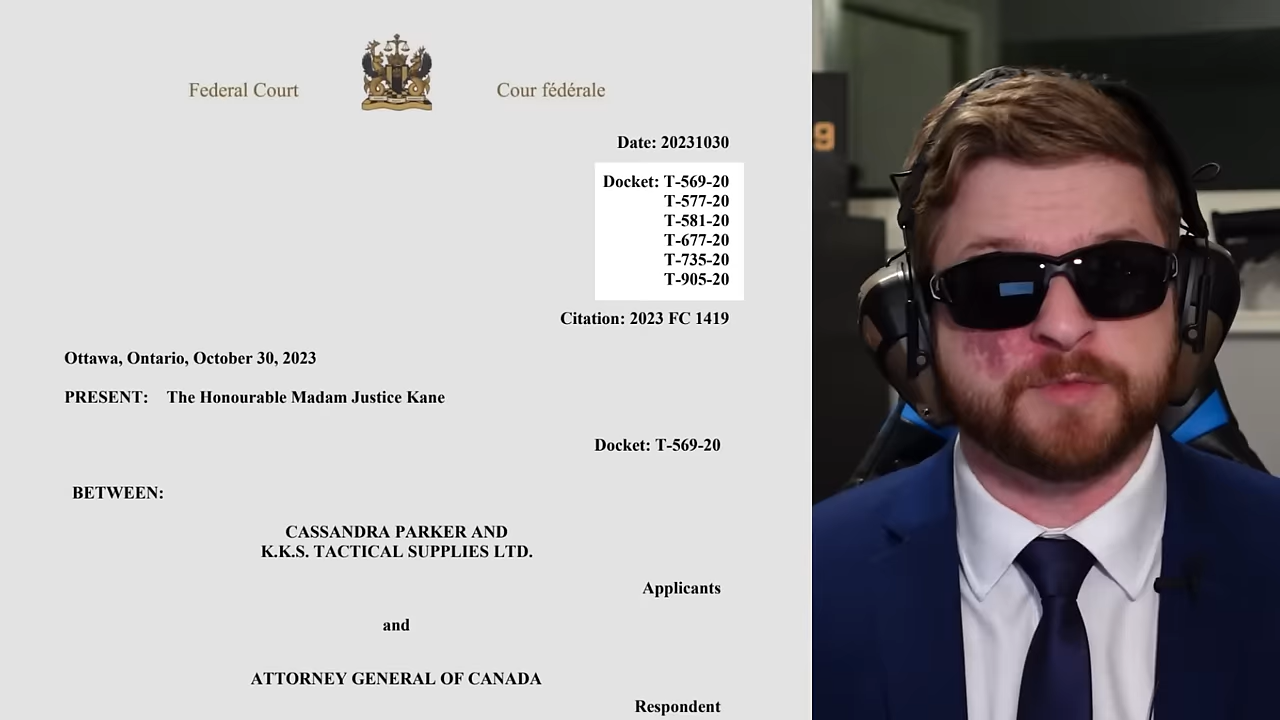 Federal Court
Cour fédérale
Date: 20231030
Docket: T-569-20
T-577-20
T-581-20
T-677-20
T-735-20
T-905-20
Citation: 2023 FC 1419
Ottawa, Ontario, October 30, 2023
PRESENT: The Honourable Madam Justice Kane
Docket: T-569-20
BETWEEN:
CASSANDRA PARKER AND
K.K.S. TACTICAL SUPPLIES LTD.
Applicants
and
ATTORNEY GENERAL OF CANADA
Respondent
9